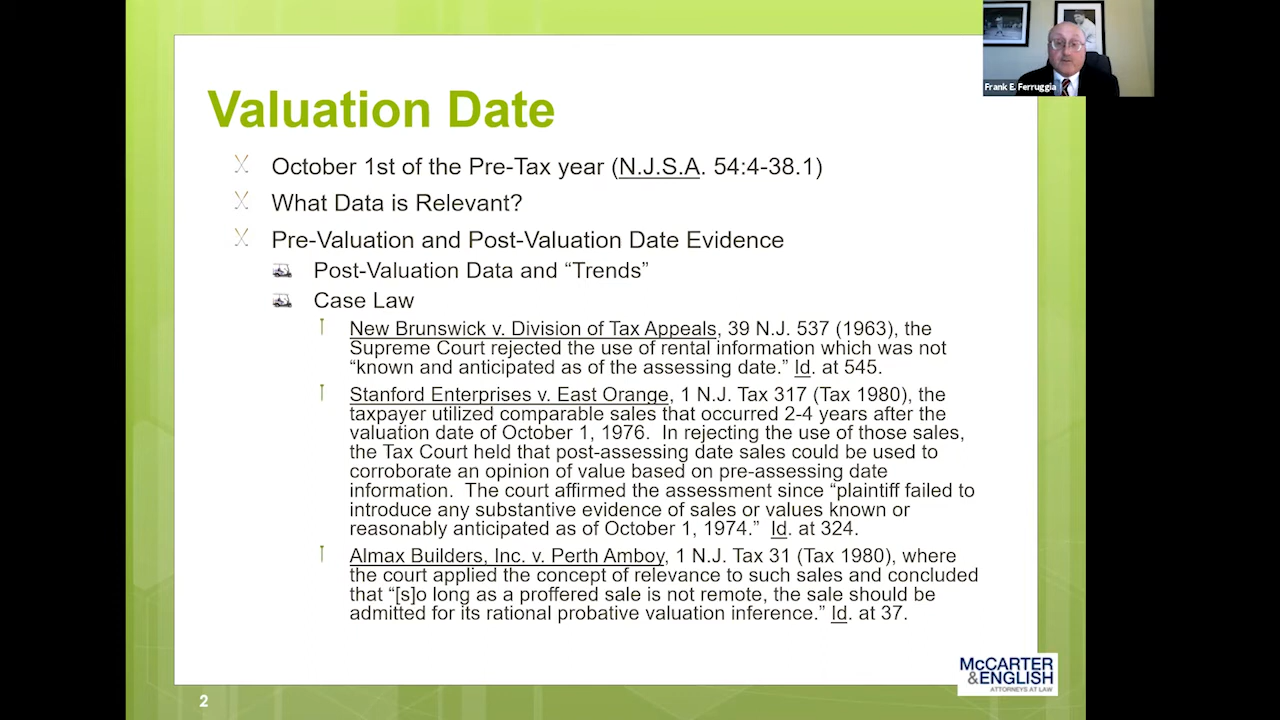 Frank E. Ferruggia
Valuation Date
October 1st of the Pre-Tax year (N.J.S.A. 54:4-38.1)
What Data is Relevant?
Pre-Valuation and Post-Valuation Date Evidence
Post-Valuation Data and “Trends”
Case Law
New Brunswick v. Division of Tax Appeals, 39 N.J. 537 (1963), the
Supreme Court rejected the use of rental information which was not
“known and anticipated as of the assessing date.” Id. at 545.
Stanford Enterprises v. East Orange, 1 N.J. Tax 317 (Tax 1980), the
taxpayer utilized comparable sales that occurred 2-4 years after the
valuation date of October 1, 1976. In rejecting the use of those sales,
the Tax Court held that post-assessing date sales could be used to
corroborate an opinion of value based on pre-assessing date
information. The court affirmed the assessment since “plaintiff failed to
introduce any substantive evidence of sales or values known or
reasonably anticipated as of October 1, 1974.” Id. at 324.
Almax Builders, Inc. v. Perth Amboy, 1 N.J. Tax 31 (Tax 1980), where
the court applied the concept of relevance to such sales and concluded
that “[s]o long as a proffered sale is not remote, the sale should be
admitted for its rational probative valuation inference.” Id. at 37.
McCARTER
&ENGLISH
ATTORNEYS AT LAW
2